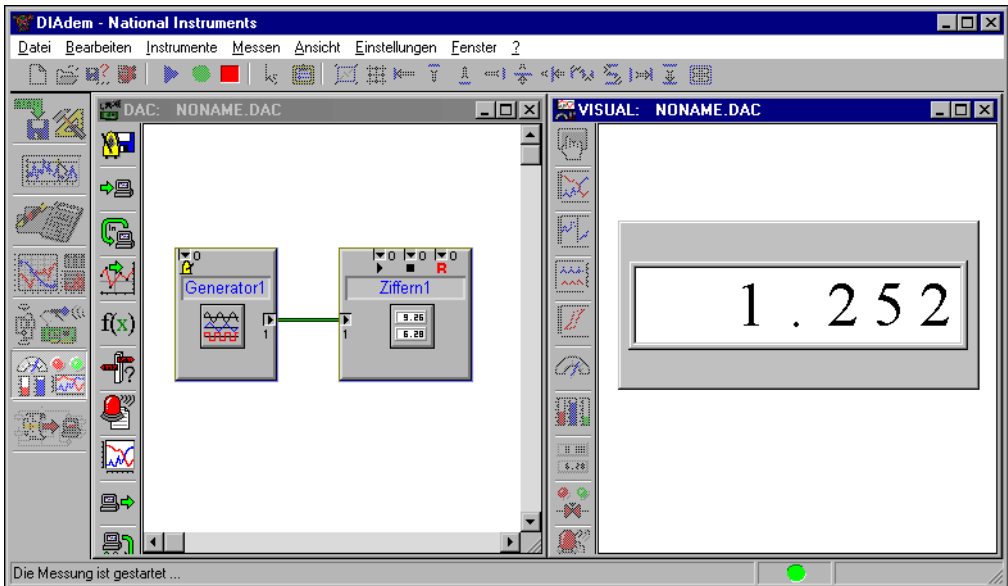 DIAdem - National Instruments
Datei Bearbeiten Instrumente Messen Ansicht Einstellungen Fenster ?
DAC: NONAME.DAC
VISUAL: NONAME.DAC
In
f(x)
?
0
Generator1
1
0 0 0
R
Ziffern1
9.26
6.28
1
1.252
6.28
Die Messung ist gestartet ...